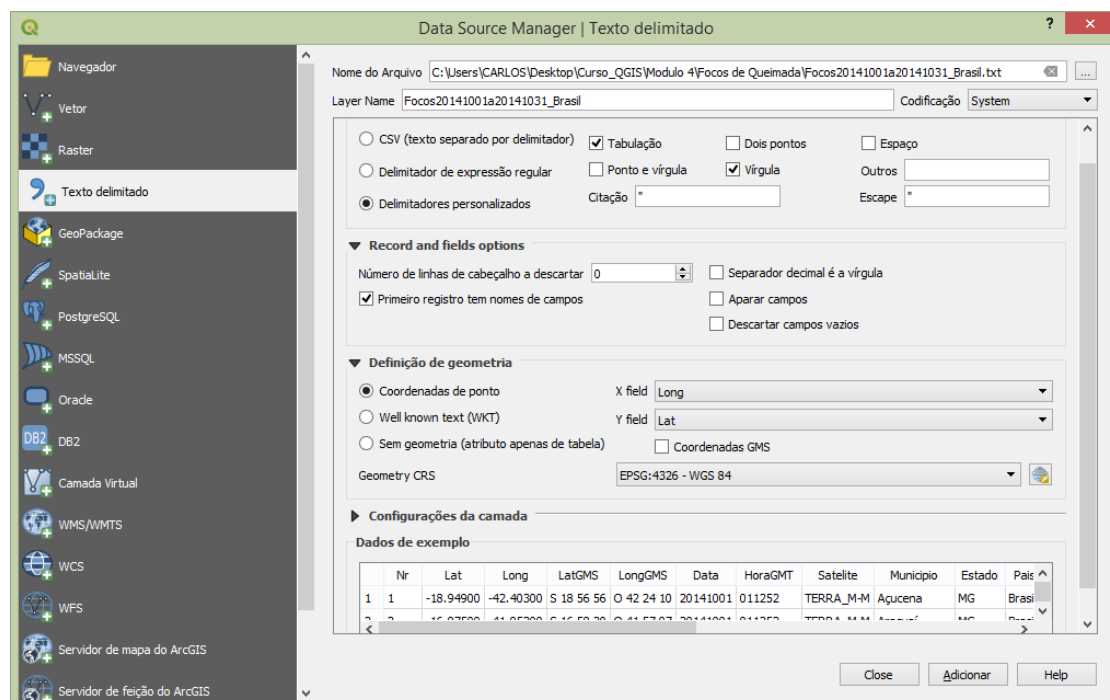 Data Source Manager | Texto delimitado
?
Navegador
Vetor
Raster
Texto delimitado
GeoPackage
SpatiaLite
PostgreSQL
MSSQL
Oracle
DB2 DB2
Camada Virtual
WMS/WMTS
WCS
WFS
Servidor de mapa do ArcGIS
Servidor de feição do ArcGIS
Nome do Arquivo C:\Users\CARLOS\Desktop\Curso_QGIS\Modulo 4\Focos de Queimada\Focos20141001a20141031_Brasil.txt ...
Layer Name Focos20141001a20141031_Brasil Codificação System
CSV (texto separado por delimitador) Tabulação Dois pontos Espaço
Delimitador de expressão regular Ponto e vírgula Vírgula Outros
Delimitadores personalizados Citação " Escape "
Record and fields options
Número de linhas de cabeçalho a descartar 0 Separador decimal é a vírgula
Primeiro registro tem nomes de campos Aparar campos
Descartar campos vazios
Definição de geometria
Coordenadas de ponto X field Long
Well known text (WKT) Y field Lat
Sem geometria (atributo apenas de tabela) Coordenadas GMS
Geometry CRS EPSG:4326 - WGS 84
Configurações da camada
Dados de exemplo
Nr Lat Long LatGMS LongGMS Data HoraGMT Satelite Municipio Estado Pais
1 1 -18.94900 -42.40300 S 18 56 56 O 42 24 10 20141001 011252 TERRA_M-M Açucena MG Brasi
Close Adicionar Help